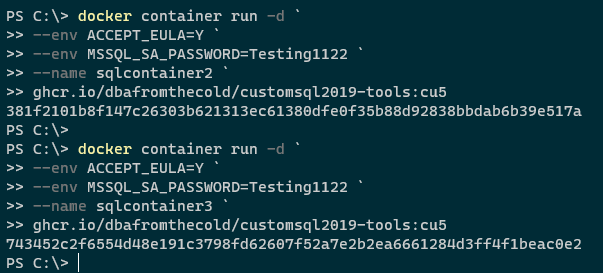 PS C:\> docker container run -d `
>> --env ACCEPT_EULA=Y `
>> --env MSSQL_SA_PASSWORD=Testing1122 `
>> --name sqlcontainer2 `
>> ghcr.io/dbafromthecold/customsql2019-tools:cu5
381f2101b8f147c26303b621313ec61380dfe0f35b88d92838bbdab6b39e517a
PS C:\>
PS C:\> docker container run -d `
>> --env ACCEPT_EULA=Y `
>> --env MSSQL_SA_PASSWORD=Testing1122 `
>> --name sqlcontainer3 `
>> ghcr.io/dbafromthecold/customsql2019-tools:cu5
743452c2f6554d48e191c3798fd62607f52a7e2b2ea6661284d3ff4f1beac0e2
PS C:\>